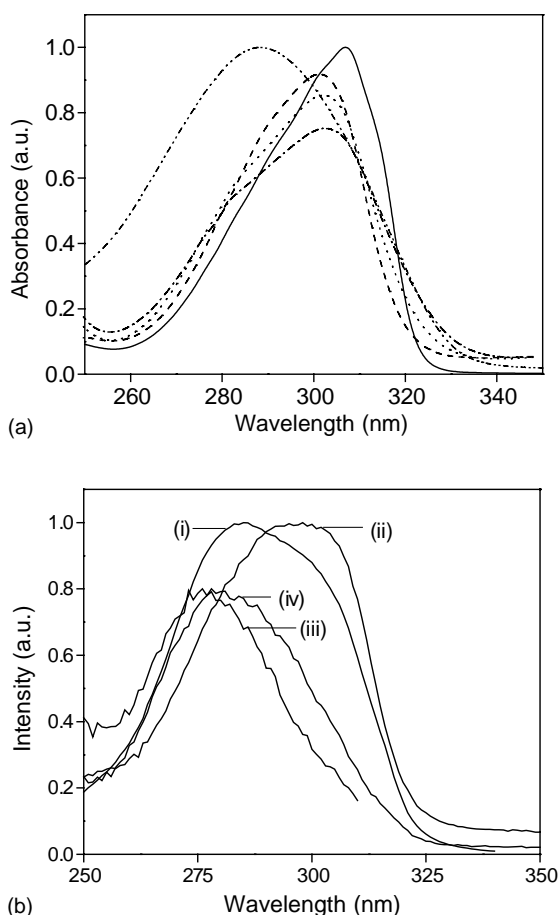 1.0
0.8
0.6
0.4
0.2
0.0
Absorbance (a.u.)
260 280 300 320 340
Wavelength (nm)
(a)
1.0
0.8
0.6
0.4
0.2
0.0
Intensity (a.u.)
(i)
(ii)
(iv)
(iii)
250 275 300 325 350
Wavelength (nm)
(b)